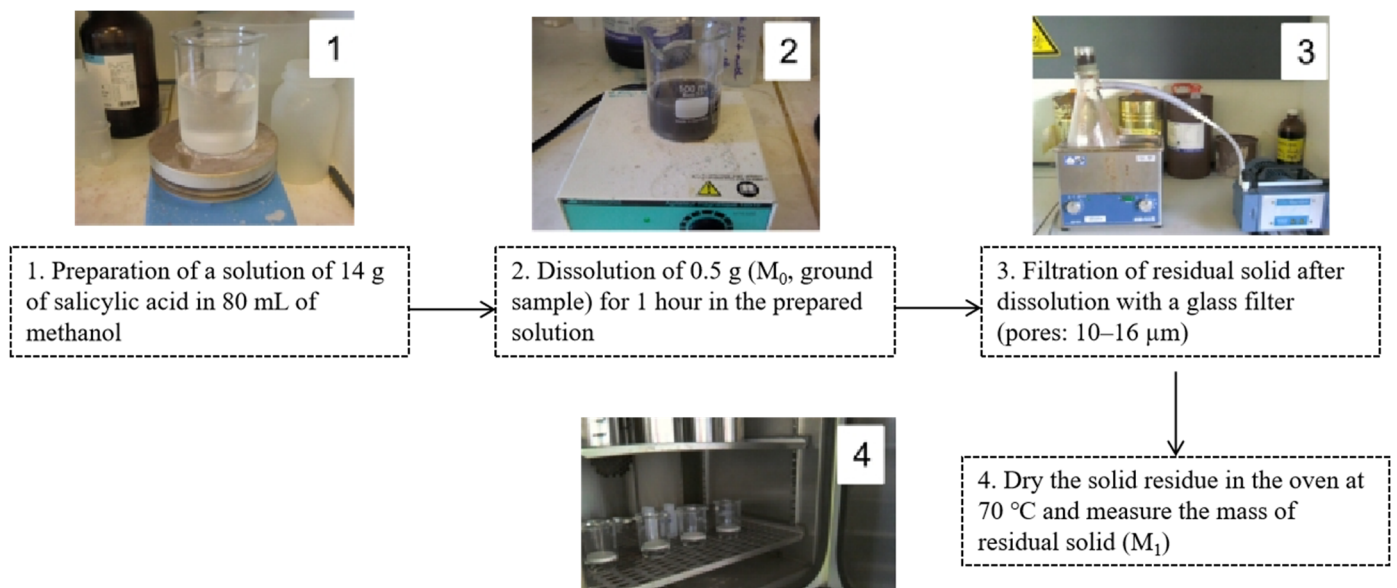 1
2
3
500 ml
1. Preparation of a solution of 14 g
of salicylic acid in 80 mL of
methanol
2. Dissolution of 0.5 g (M₀, ground
sample) for 1 hour in the prepared
solution
3. Filtration of residual solid after
dissolution with a glass filter
(pores: 10–16 μm)
4
4. Dry the solid residue in the oven at
70 °C and measure the mass of
residual solid (M₁)